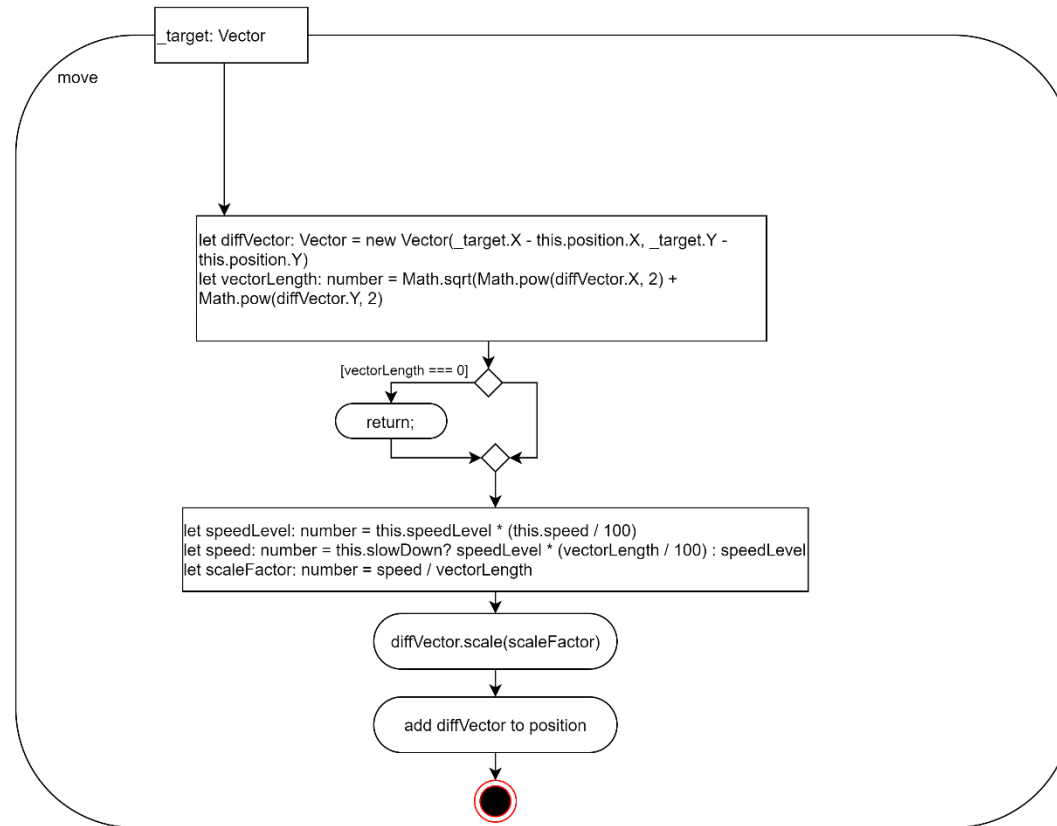 _target: Vector
move
let diffVector: Vector = new Vector(_target.X - this.position.X, _target.Y -
this.position.Y)
let vectorLength: number = Math.sqrt(Math.pow(diffVector.X, 2) +
Math.pow(diffVector.Y, 2)
[vectorLength === 0]
return;
let speedLevel: number = this.speedLevel * (this.speed / 100)
let speed: number = this.slowDown? speedLevel * (vectorLength / 100) : speedLevel
let scaleFactor: number = speed / vectorLength
diffVector.scale(scaleFactor)
add diffVector to position